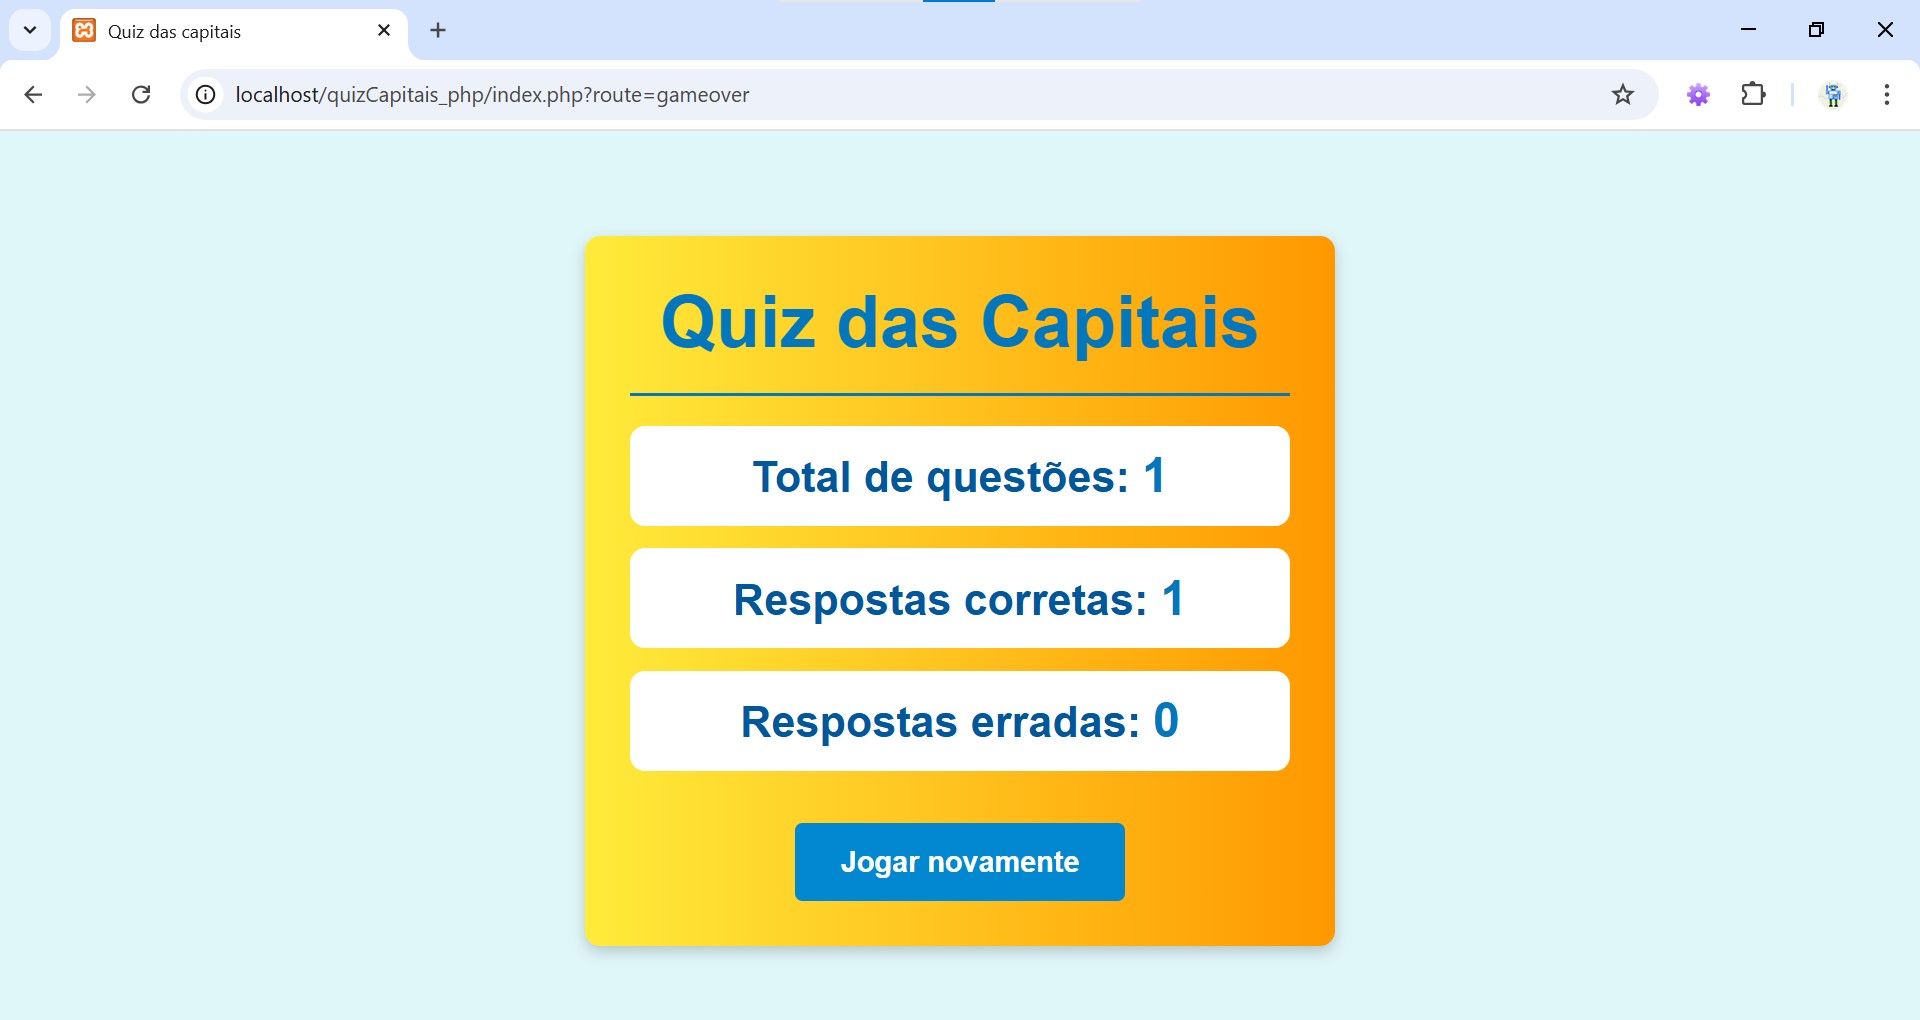 Quiz das capitais
localhost/quizCapitais_php/index.php?route=gameover
Quiz das Capitais
Total de questões: 1
Respostas corretas: 1
Respostas erradas: 0
Jogar novamente